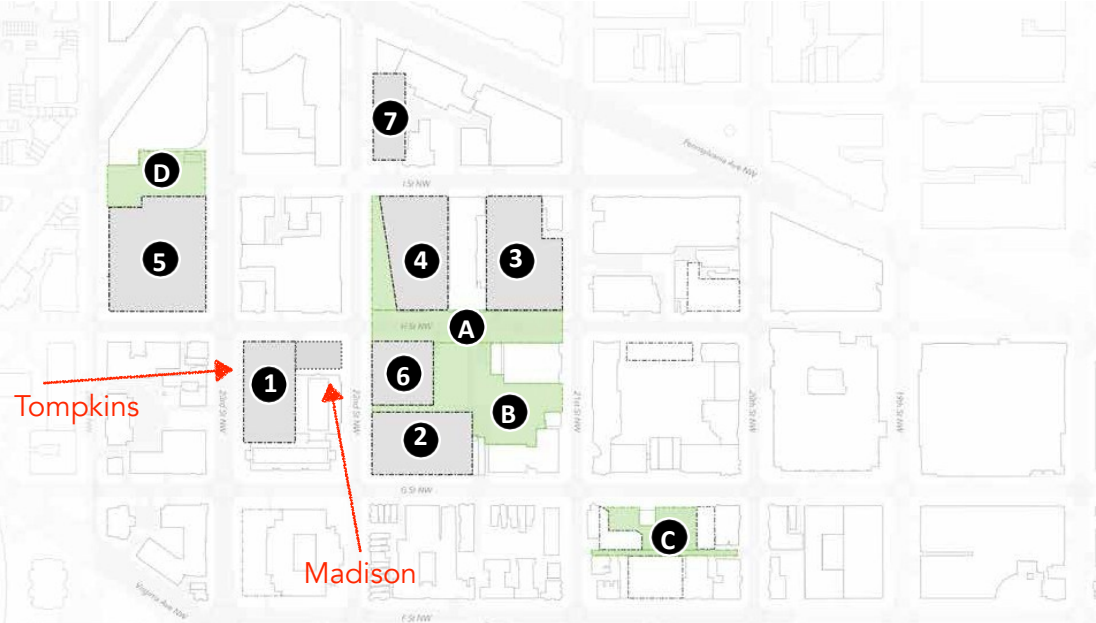 7
Pennsylvania Ave NW
D
I St NW
5
4
3
A
H St NW
6
1
B
2
Tompkins
23rd St NW
22nd St NW
21st St NW
20th St NW
19th St NW
G St NW
C
Madison
Virginia Ave NW
F St NW